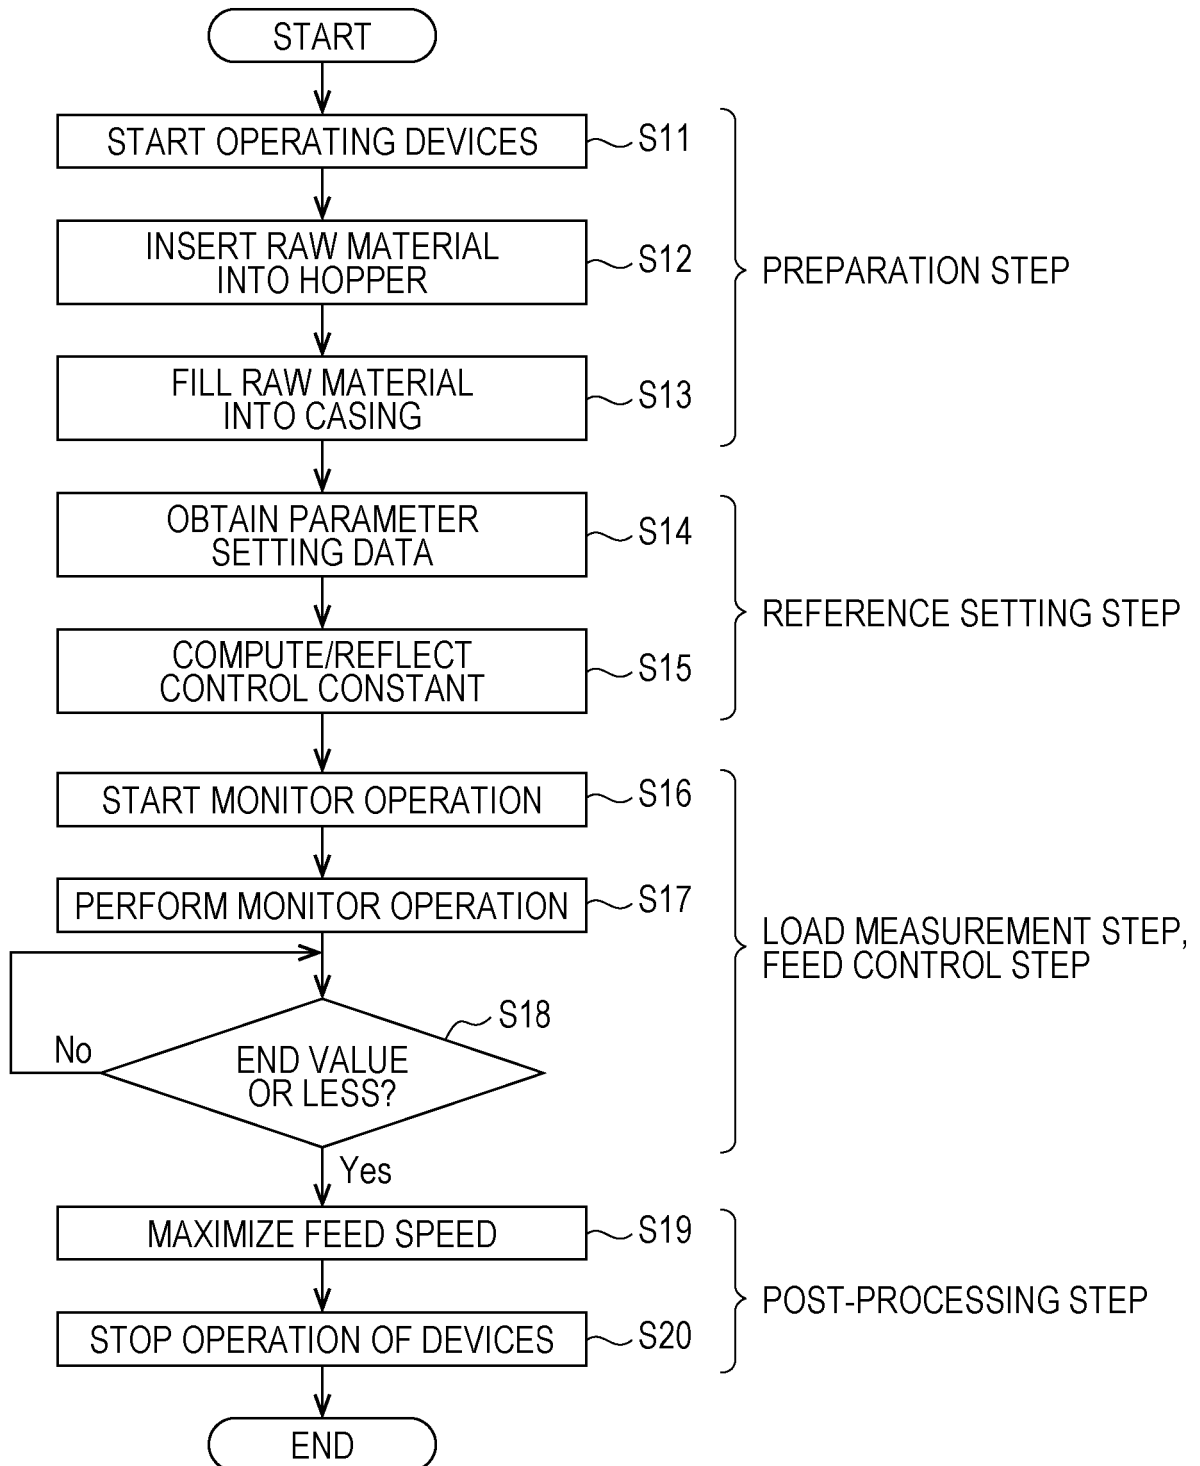 START
START OPERATING DEVICES
S11
INSERT RAW MATERIAL
INTO HOPPER
S12
PREPARATION STEP
FILL RAW MATERIAL
INTO CASING
S13
OBTAIN PARAMETER
SETTING DATA
S14
REFERENCE SETTING STEP
COMPUTE/REFLECT
CONTROL CONSTANT
S15
START MONITOR OPERATION
S16
PERFORM MONITOR OPERATION
S17
LOAD MEASUREMENT STEP,
FEED CONTROL STEP
S18
No
END VALUE
OR LESS?
Yes
MAXIMIZE FEED SPEED
S19
POST-PROCESSING STEP
STOP OPERATION OF DEVICES
S20
END